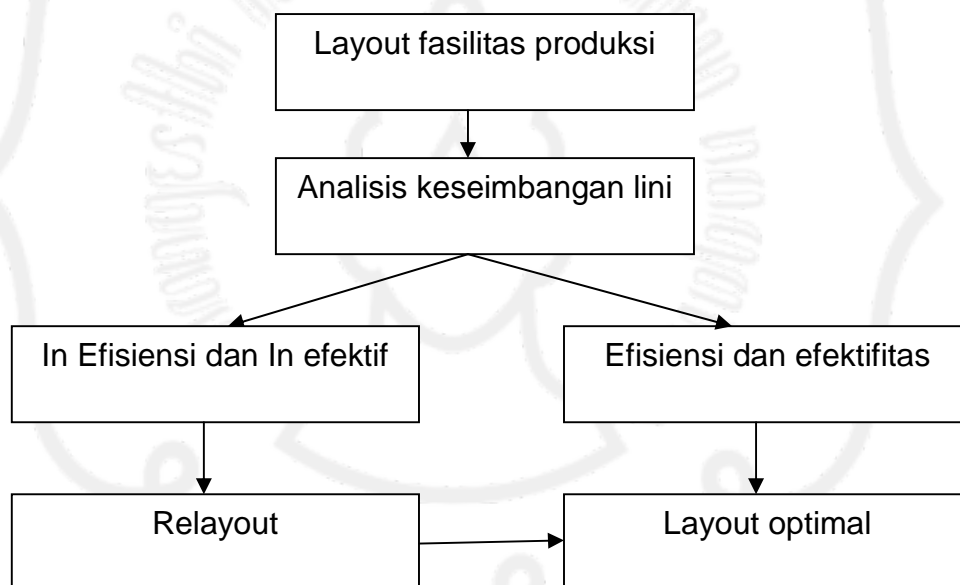 Layout fasilitas produksi
Analisis keseimbangan lini
In Efisiensi dan In efektif
Efisiensi dan efektifitas
Relayout
Layout optimal